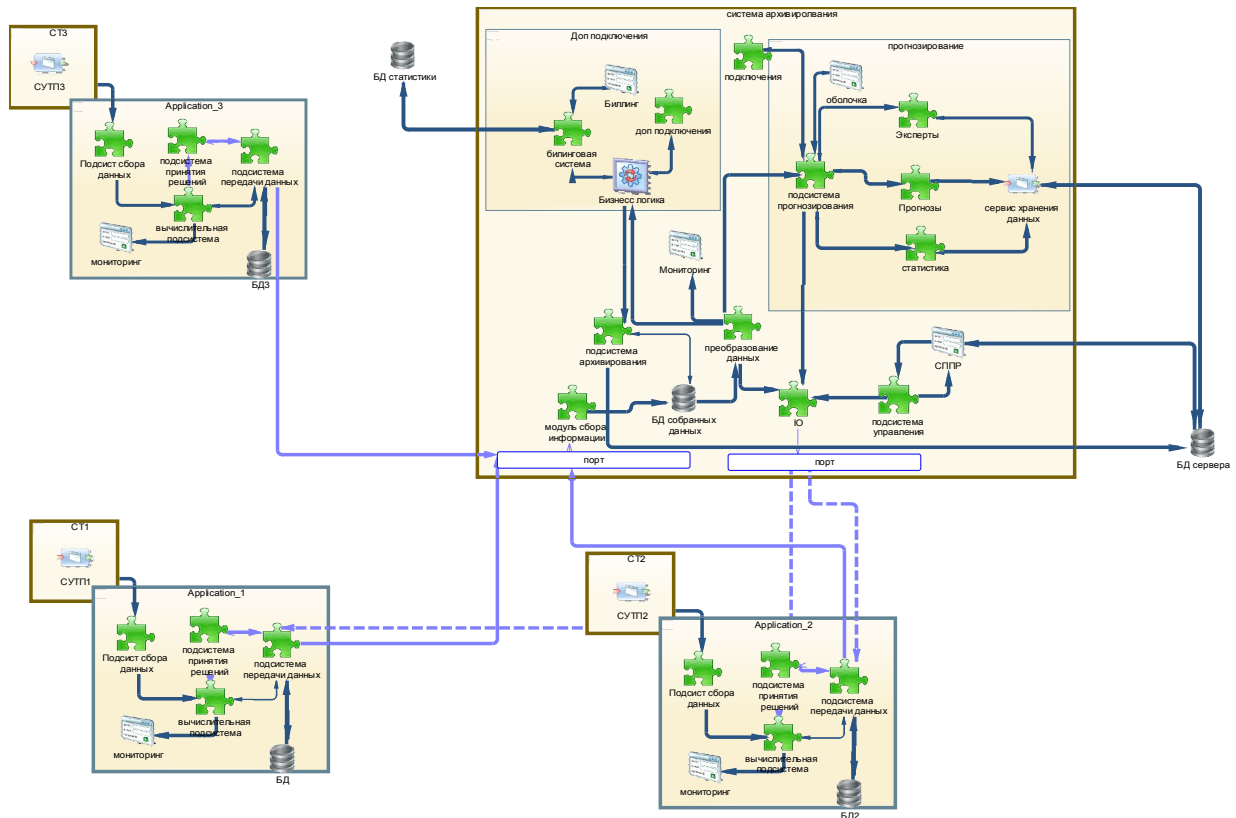 система архивиролвания
СТ3
СУТП3
Application_3
Подсист сбора
данных
подсистема
принятия
решений
подсистема
передачи данных
вычислительная
подсистема
мониторинг
БД3
БД статистики
Доп подключения
Биллинг
доп подключения
билинговая
система
Бизнесс логика
подключения
прогнозирование
оболочка
Эксперты
подсистема
прогнозирования
Прогнозы
сервис хранения
данных
статистика
Мониторинг
подсистема
архивирования
преобразование
данных
СППР
модуль сбора
информации
БД собранных
данных
IO
подсистема
управления
порт
порт
БД сервера
СТ1
СУТП1
Application_1
Подсист сбора
данных
подсистема
принятия
решений
подсистема
передачи данных
вычислительная
подсистема
мониторинг
БД
СТ2
СУТП2
Application_2
Подсист сбора
данных
подсистема
принятия
решений
подсистема
передачи данных
вычислительная
подсистема
мониторинг
БД2